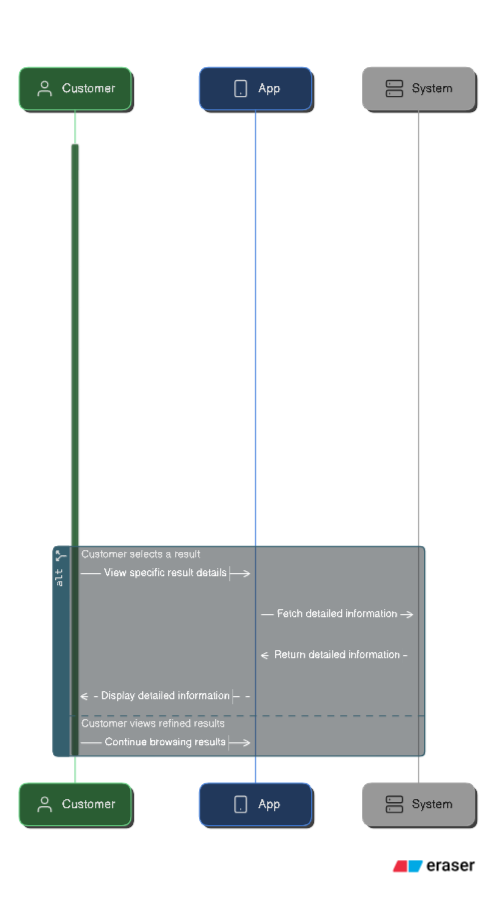 Customer
App
System
alt
Customer selects a result
View specific result details
Fetch detailed information
Return detailed information
Display detailed information
Customer views refined results
Continue browsing results
Customer
App
System
eraser